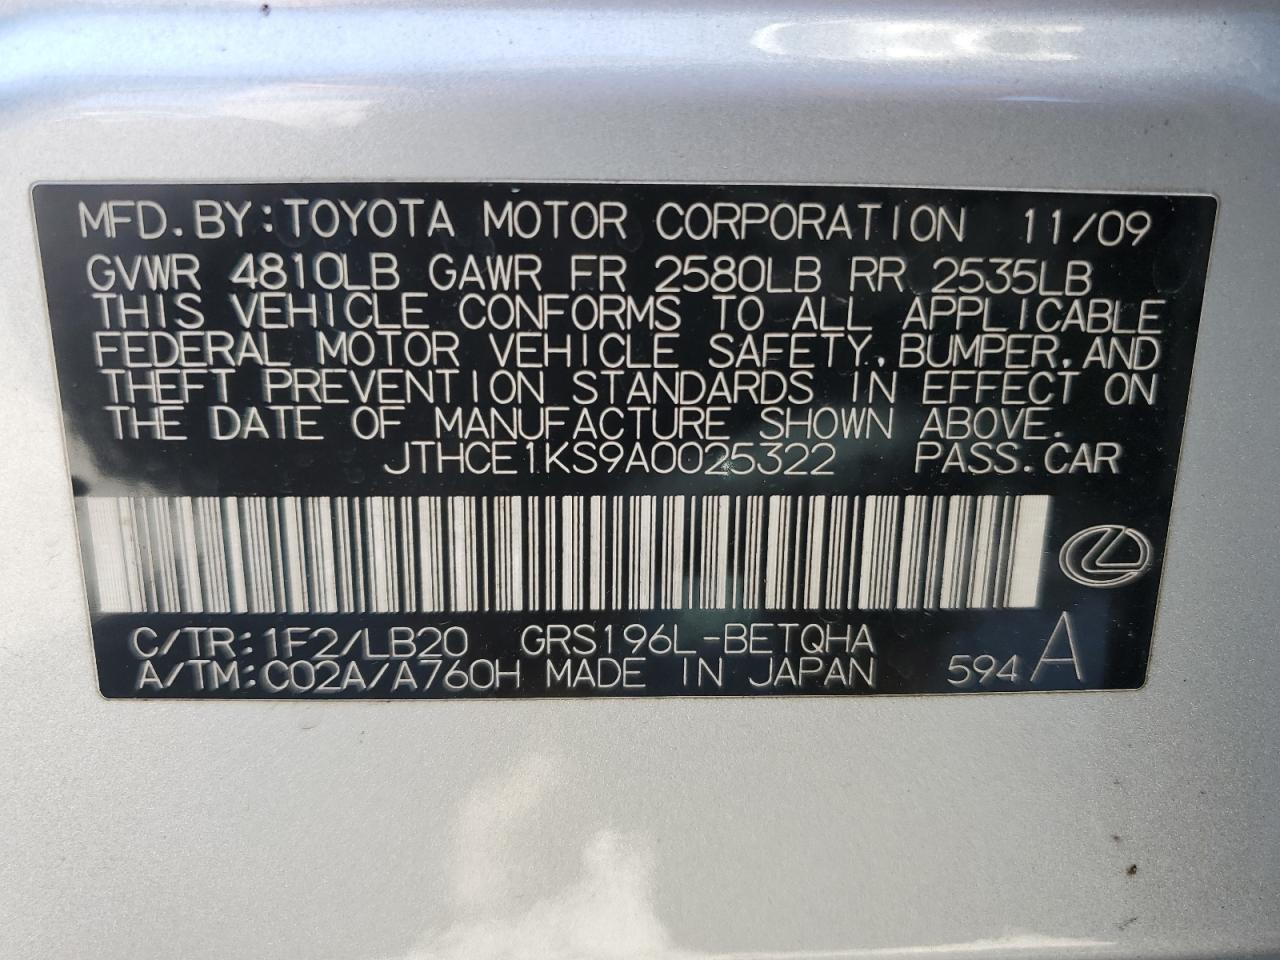 MFD. BY: TOYOTA MOTOR CORPORATION 11/09
GVWR 4810LB GAWR FR 2580LB RR 2535LB
THIS VEHICLE CONFORMS TO ALL APPLICABLE
FEDERAL MOTOR VEHICLE SAFETY, BUMPER, AND
THEFT PREVENTION STANDARDS IN EFFECT ON
THE DATE OF MANUFACTURE SHOWN ABOVE.
JTHCE1KS9A0025322 PASS. CAR
C/TR: 1F2/LB20 GRS196L-BETQHA
A/TM: C02A/A760H MADE IN JAPAN 594 A